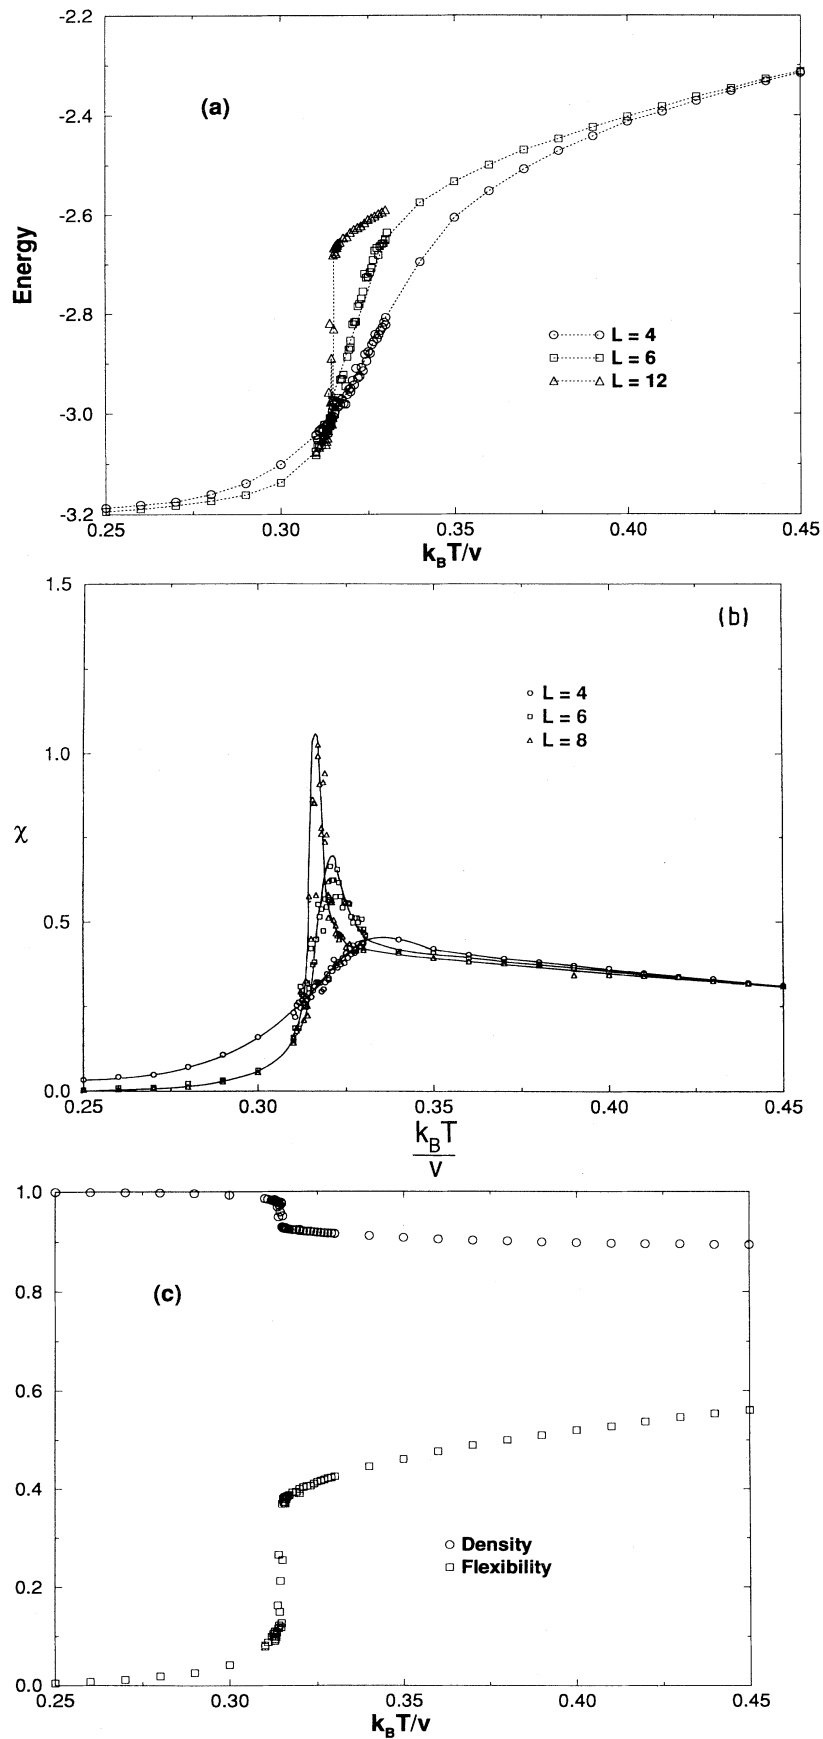 -2.2
(a)
-2.4
-2.6
Energy
-2.8
L = 4
L = 6
L = 12
-3.0
-3.2
0.25
0.30
0.35
0.40
0.45
k_B T/v
1.5
(b)
L = 4
L = 6
L = 8
1.0
χ
0.5
0.0
0.25
0.30
0.35
0.40
0.45
k_B T
v
1.0
0.8
(c)
0.6
0.4
Density
Flexibility
0.2
0.0
0.25
0.30
0.35
0.40
0.45
k_B T/v